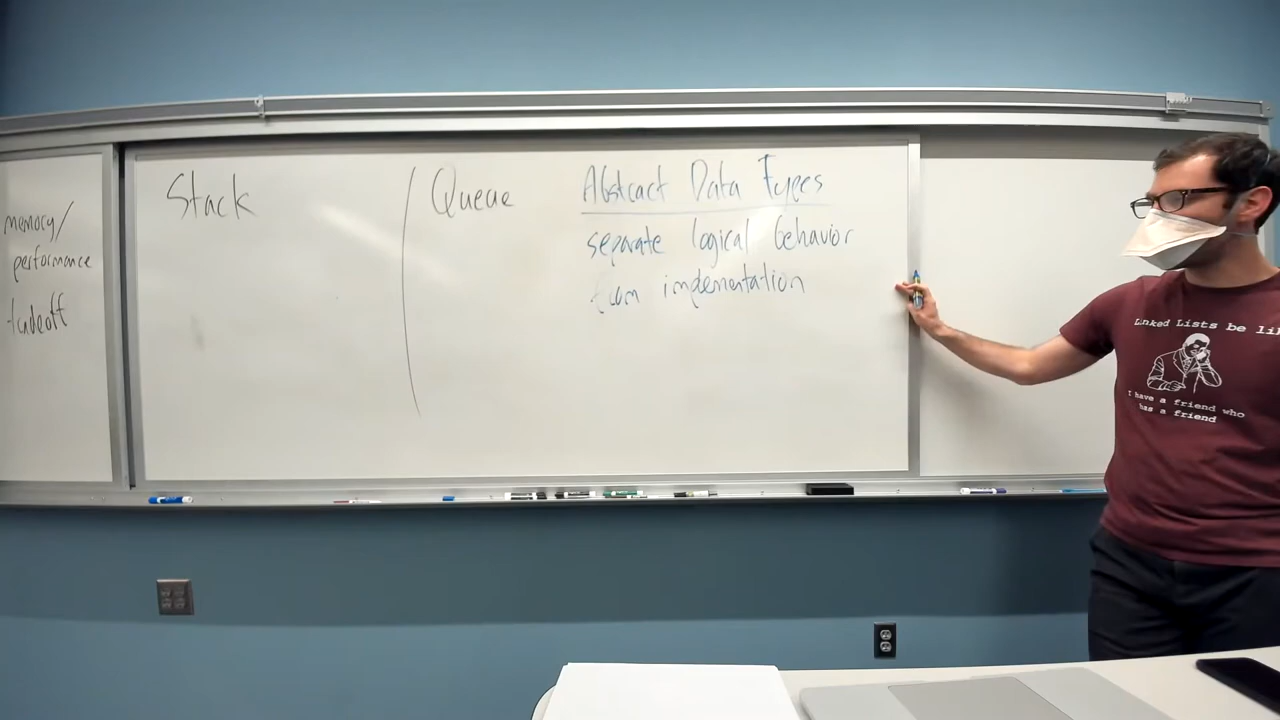 memory/
performance
tradeoff
Stack
Queue
Abstract Data Types
separate logical behavior
from implementation
Linked Lists be li
I have a friend who
has a friend